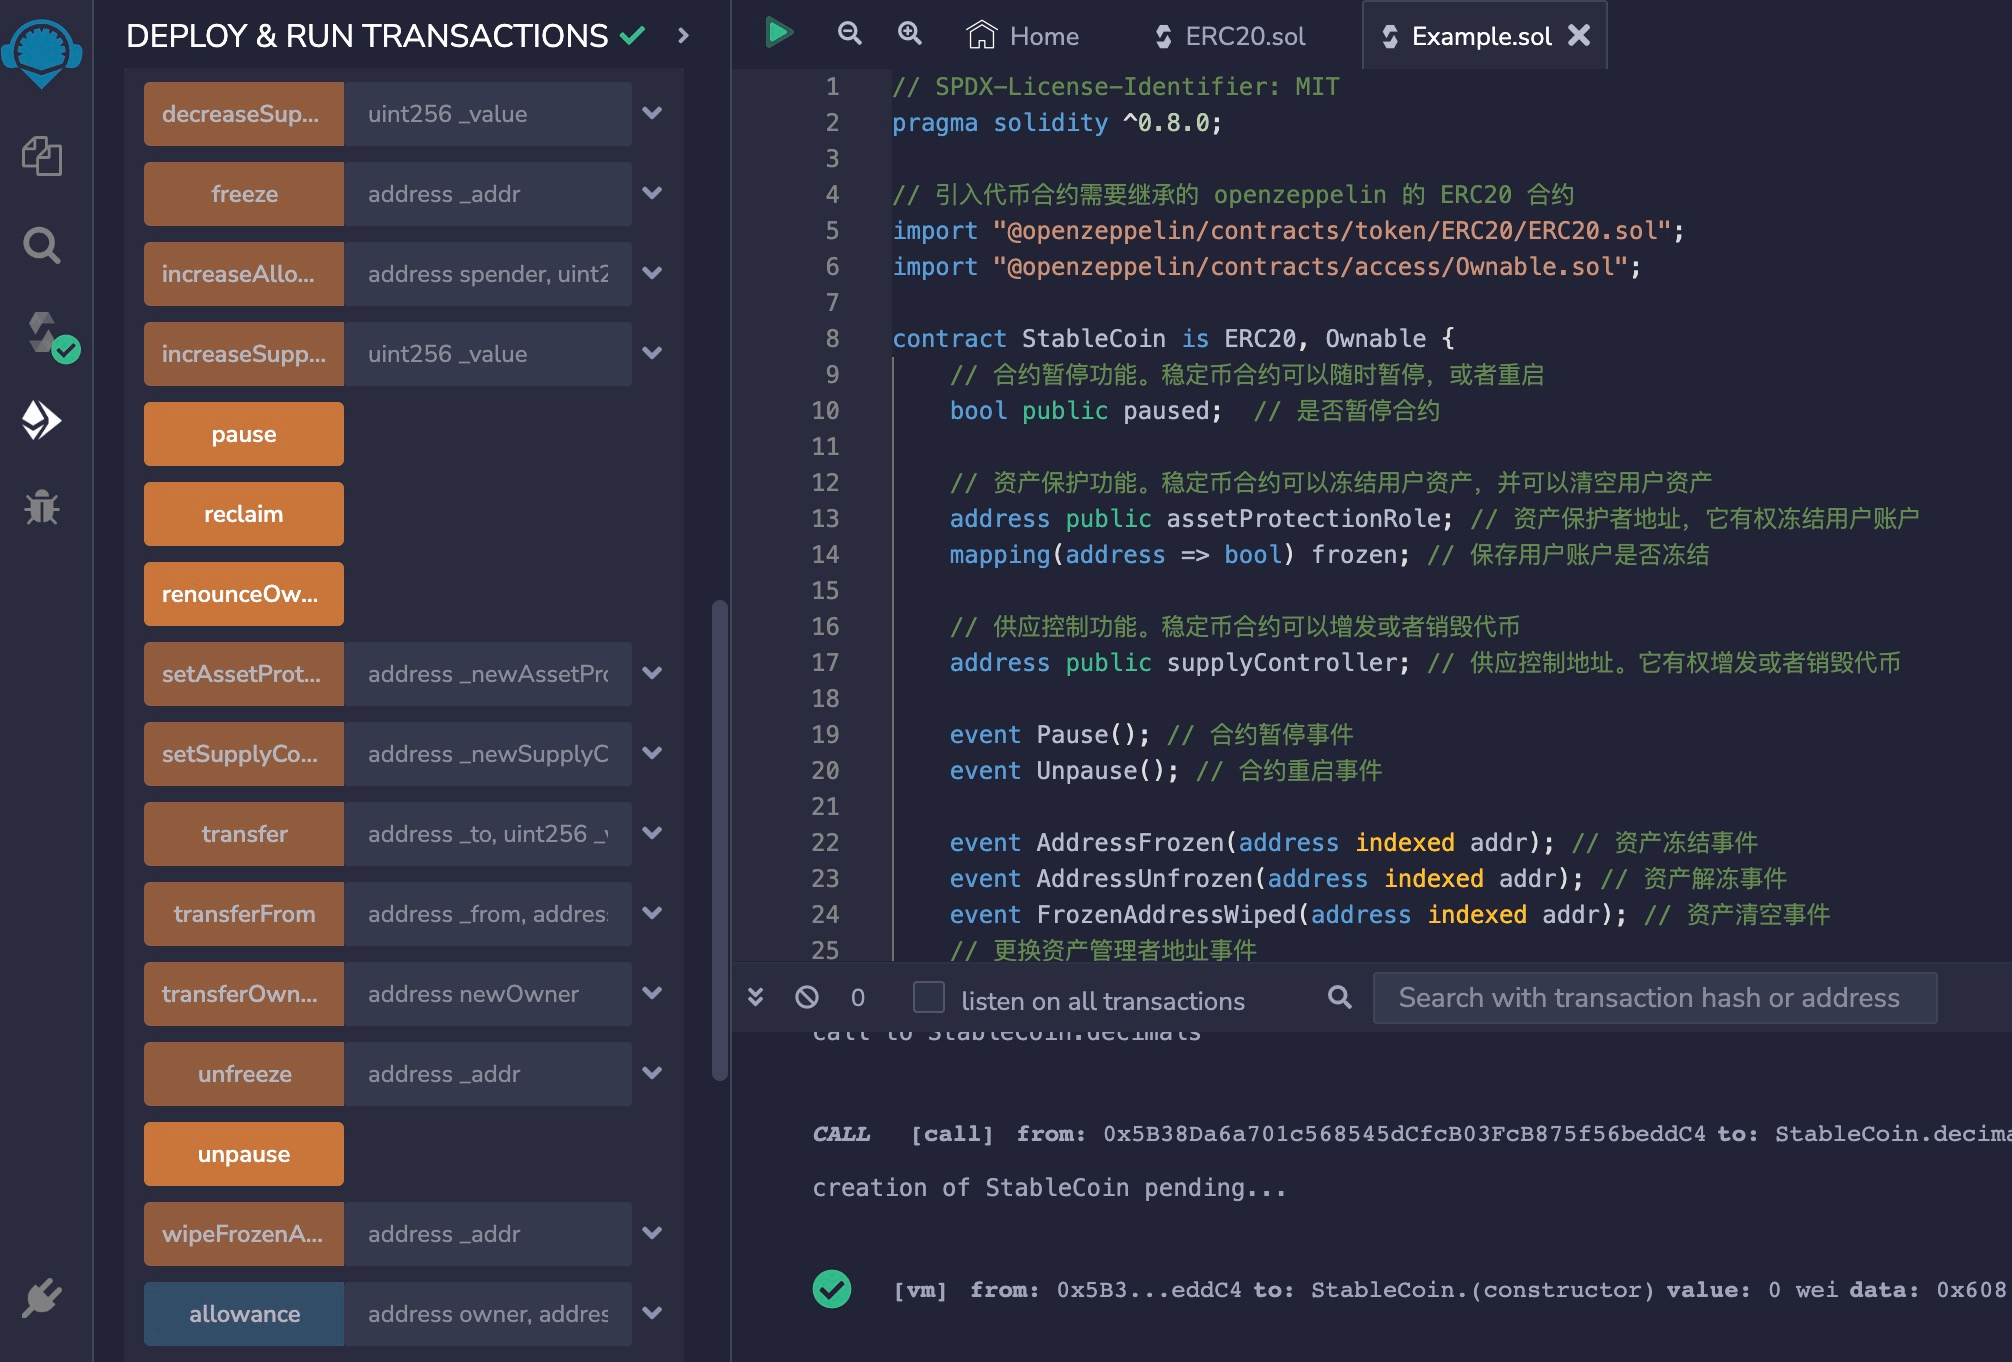 DEPLOY & RUN TRANSACTIONS
decreaseSup... uint256 _value
freeze address _addr
increaseAllo... address spender, uint2
increaseSupp... uint256 _value
pause
reclaim
renounceOw...
setAssetProt... address _newAssetPro
setSupplyCo... address _newSupplyC
transfer address _to, uint256 _v
transferFrom address _from, address
transferOwn... address newOwner
unfreeze address _addr
unpause
wipeFrozenA... address _addr
allowance address owner, addres
Home ERC20.sol Example.sol
1 // SPDX-License-Identifier: MIT
2 pragma solidity ^0.8.0;
3
4 // 引入代币合约需要继承的 openzeppelin 的 ERC20 合约
5 import "@openzeppelin/contracts/token/ERC20/ERC20.sol";
6 import "@openzeppelin/contracts/access/Ownable.sol";
7
8 contract StableCoin is ERC20, Ownable {
9 // 合约暂停功能。稳定币合约可以随时暂停，或者重启
10 bool public paused; // 是否暂停合约
11
12 // 资产保护功能。稳定币合约可以冻结用户资产，并可以清空用户资产
13 address public assetProtectionRole; // 资产保护者地址，它有权冻结用户账户
14 mapping(address => bool) frozen; // 保存用户账户是否冻结
15
16 // 供应控制功能。稳定币合约可以增发或者销毁代币
17 address public supplyController; // 供应控制地址。它有权增发或者销毁代币
18
19 event Pause(); // 合约暂停事件
20 event Unpause(); // 合约重启事件
21
22 event AddressFrozen(address indexed addr); // 资产冻结事件
23 event AddressUnfrozen(address indexed addr); // 资产解冻事件
24 event FrozenAddressWiped(address indexed addr); // 资产清空事件
25 // 更换资产管理者地址事件
0 listen on all transactions Search with transaction hash or address
call to StableCoin.decimals
CALL [call] from: 0x5B38Da6a701c568545dCfcB03FcB875f56beddC4 to: StableCoin.decima
creation of StableCoin pending...
[vm] from: 0x5B3...eddC4 to: StableCoin.(constructor) value: 0 wei data: 0x608